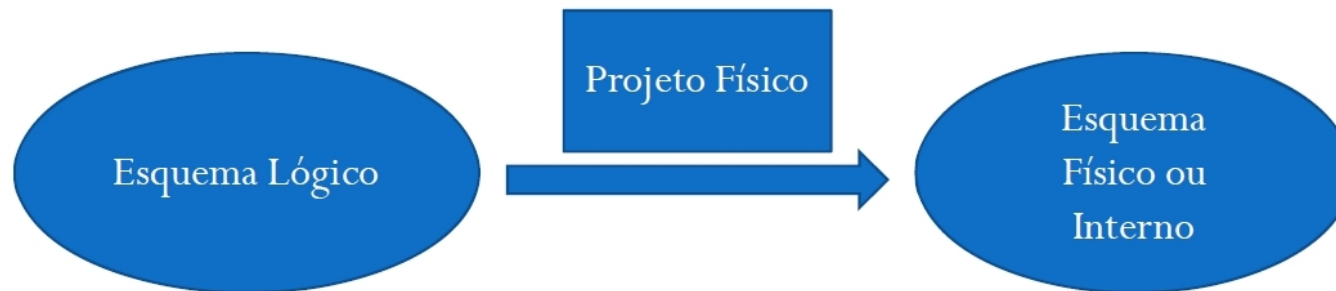 Esquema Lógico
Projeto Físico
Esquema
Físico ou
Interno